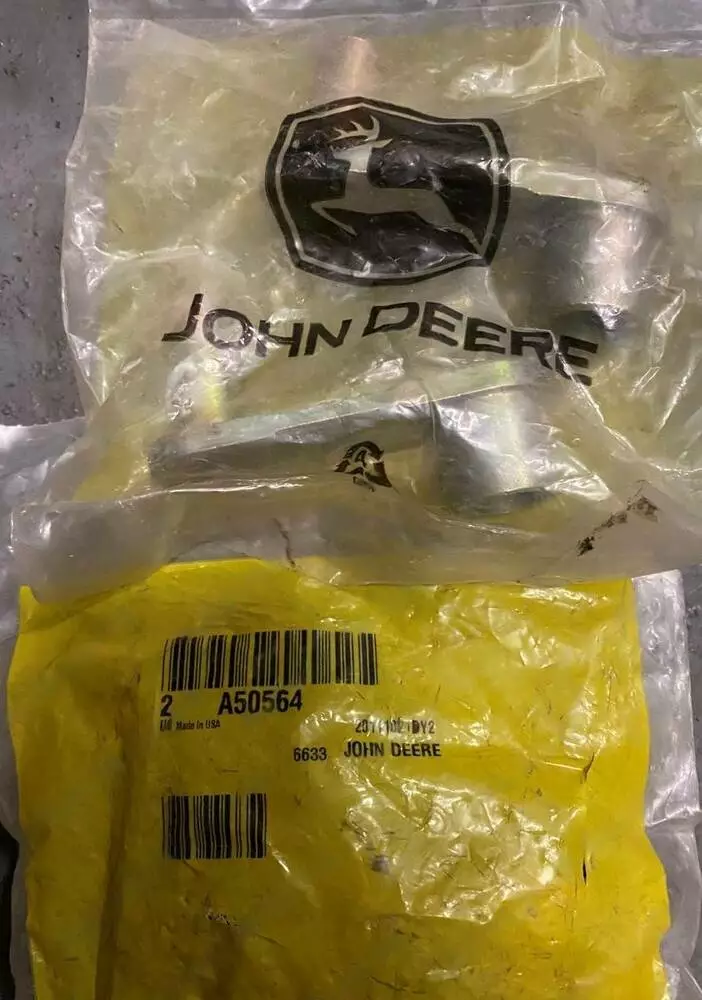 JOHN DEERE
2 A50564
Made in USA
6633 JOHN DEERE